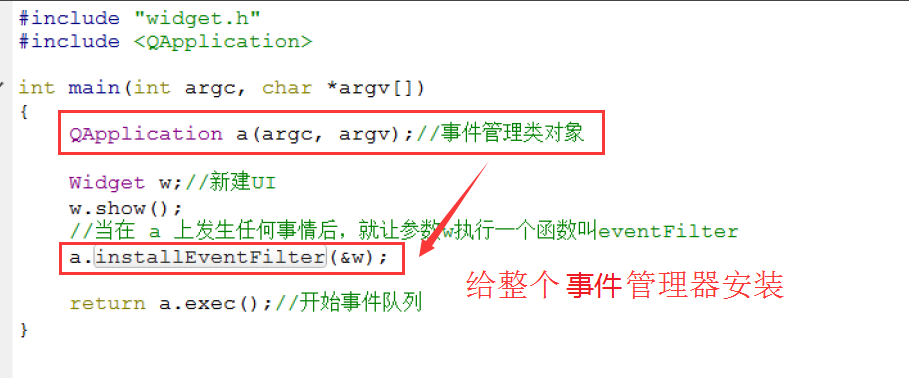 #include "widget.h"
#include <QApplication>
int main(int argc, char *argv[])
{
QApplication a(argc, argv);//事件管理类对象
Widget w;//新建UI
w.show();
//当在 a 上发生任何事情后，就让参数w执行一个函数叫eventFilter
a.installEventFilter(&w);
给整个 事件 管理器安装
return a.exec();//开始事件队列
}